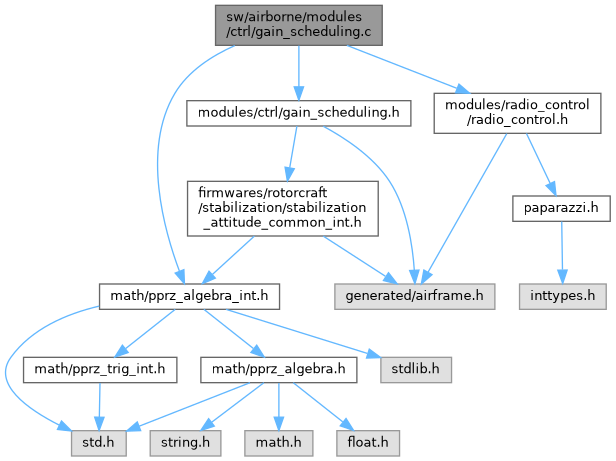 sw/airborne/modules
/ctrl/gain_scheduling.c
modules/ctrl/gain_scheduling.h
modules/radio_control
/radio_control.h
firmwares/rotorcraft
/stabilization/stabilization
_attitude_common_int.h
paparazzi.h
math/pprz_algebra_int.h
generated/airframe.h
inttypes.h
math/pprz_trig_int.h
math/pprz_algebra.h
stdlib.h
std.h
string.h
math.h
float.h